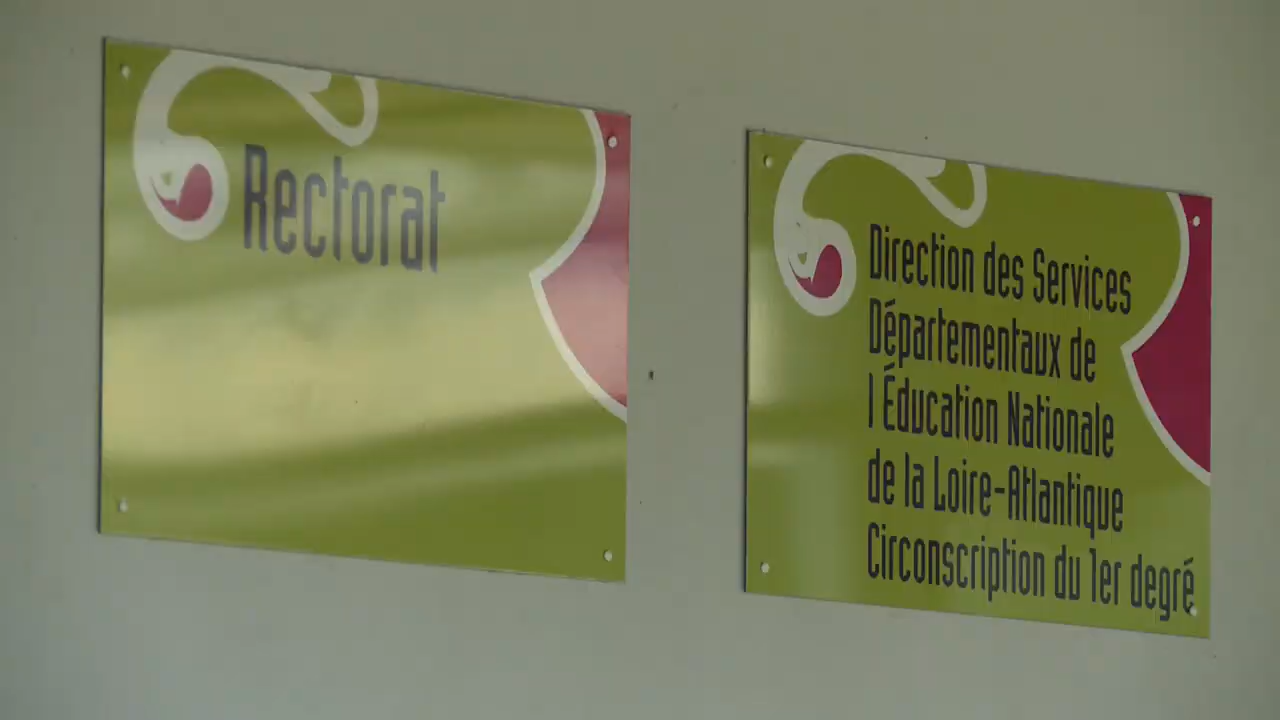 Rectorat
Direction des Services
Départementaux de
l Éducation Nationale
de la Loire-Atlantique
Circonscription du 1er degré